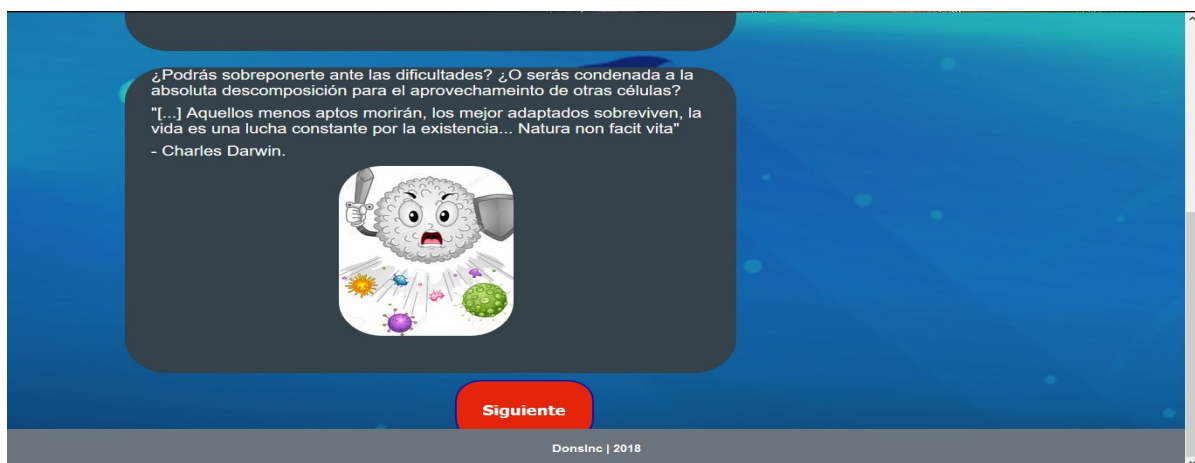 ¿Podrás sobreponerte ante las dificultades? ¿O serás condenada a la
absoluta descomposición para el aprovechameinto de otras células?
"[...] Aquellos menos aptos morirán, los mejor adaptados sobreviven, la
vida es una lucha constante por la existencia... Natura non facit vita"
- Charles Darwin.
Siguiente
DonsInc | 2018